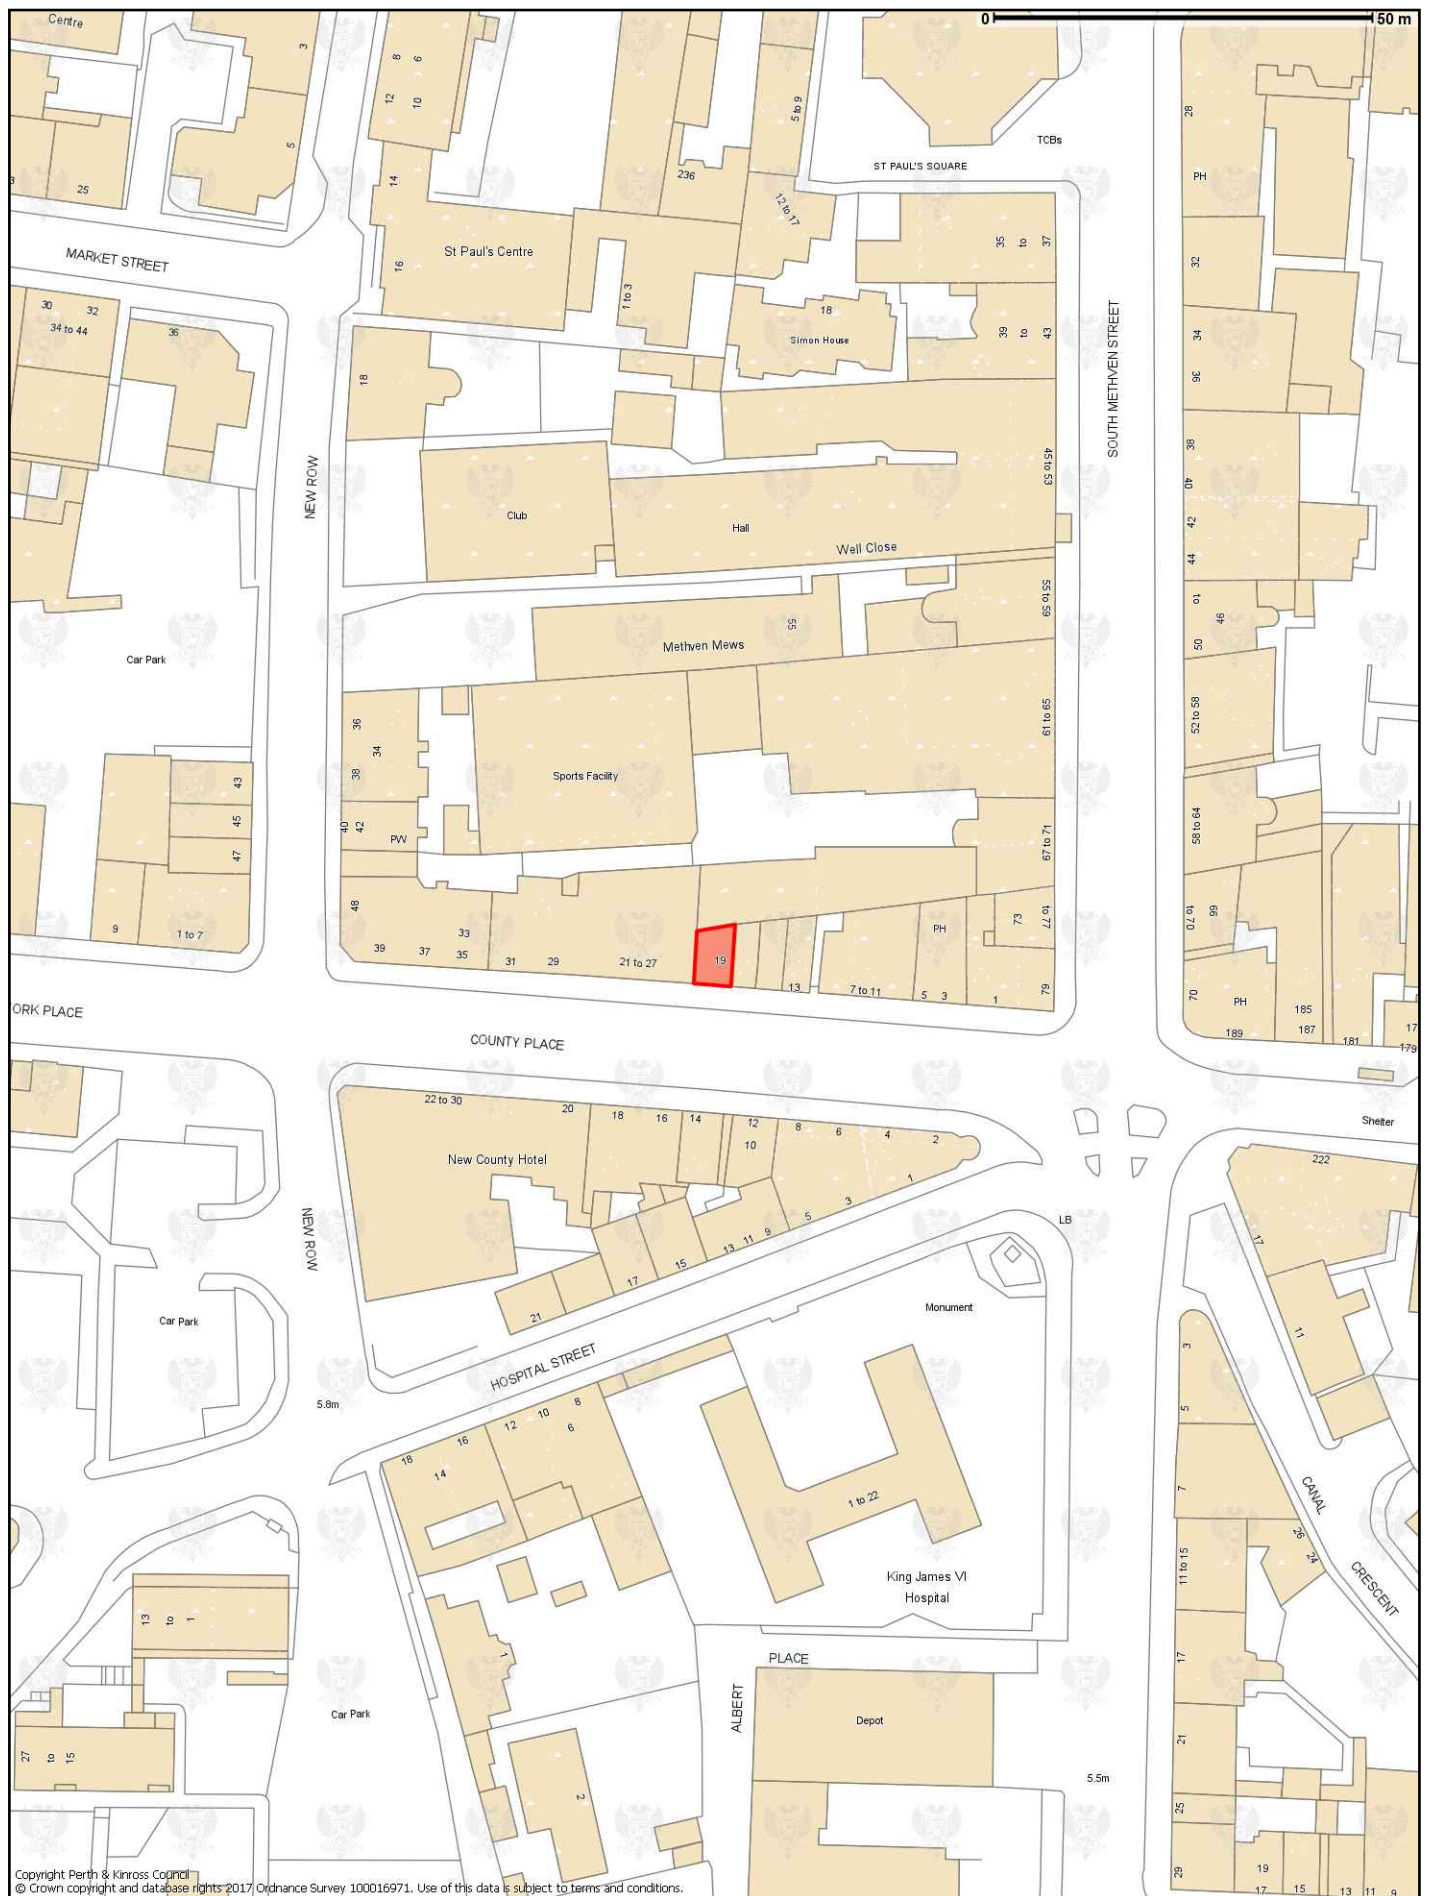 0 50 m
Centre
3
8 6
12 10
5 to 9
28
TCBs
ST PAUL'S SQUARE
5
3
25
14
236
12 to 17
PH
MARKET STREET
16
St Paul's Centre
35 to 37
32
1 to 3
30 32
34 to 44
36
18
Simon House
39 to 43
SOUTH METHVEN STREET
34
36
18
NEW ROW
45 to 53
38
40
42
44
Club
Hall
Well Close
55 to 59
to
50
46
55
Methven Mews
Car Park
36
34
38
61 to 65
52 to 58
Sports Facility
43
45
47
40
42
PW
67 to 71
58 to 64
48
33
39 37 35
31 29 21 to 27
19
13
7 to 11
PH
5 3
1
73
to 77
79
66
to 70
9
1 to 7
70
PH
189
185
187
181
17
179
ORK PLACE
COUNTY PLACE
Shelter
22 to 30
20
18 16 14
12
10
8 6 4 2
New County Hotel
222
1
3
5
9
11
13
15
17
21
NEW ROW
LB
17
Car Park
Monument
11
HOSPITAL STREET
3
5
5.8m
18 16
14
12 10 8
6
7
1 to 22
CANAL
CRESCENT
26
24
11 to 15
King James VI
Hospital
13 to 1
1
PLACE
17
ALBERT
Car Park
Depot
21
27 to 15
2
5.5m
25
29
19
17 15 13 11 9
Copyright Perth & Kinross Council
© Crown copyright and database rights 2017 Ordnance Survey 100016971. Use of this data is subject to terms and conditions.